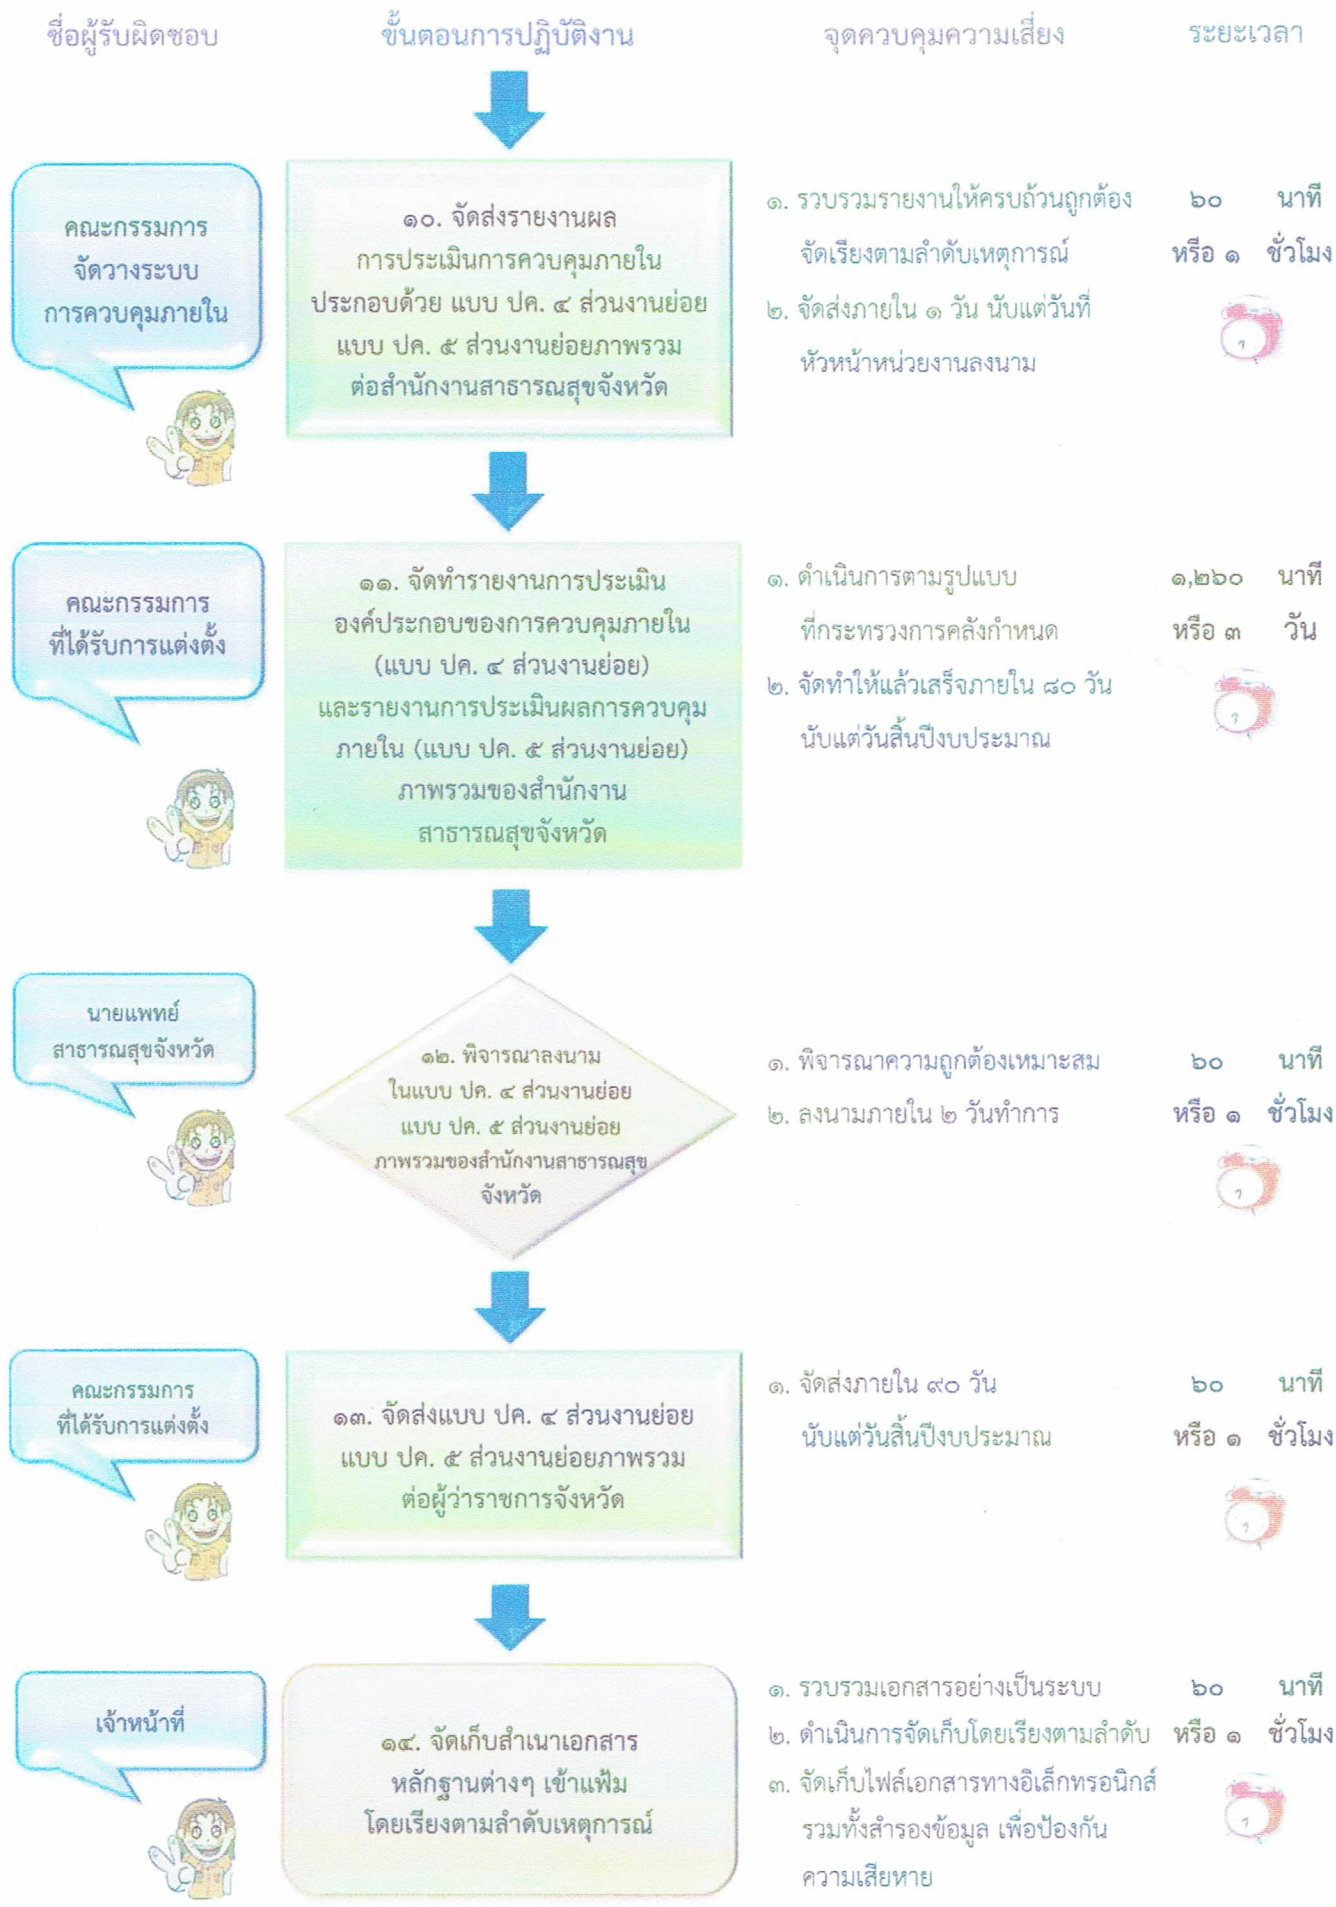 ชื่อผู้รับผิดชอบ
ขั้นตอนการปฏิบัติงาน
จุดควบคุมความเสี่ยง
ระยะเวลา
คณะกรรมการ
จัดวางระบบ
การควบคุมภายใน
๑๐. จัดส่งรายงานผล
การประเมินการควบคุมภายใน
ประกอบด้วย แบบ ปค. ๔ ส่วนงานย่อย
แบบ ปค. ๕ ส่วนงานย่อยภาพรวม
ต่อสำนักงานสาธารณสุขจังหวัด
๑. รวบรวมรายงานให้ครบถ้วนถูกต้อง
จัดเรียงตามลำดับเหตุการณ์
๒. จัดส่งภายใน ๑ วัน นับแต่วันที่
หัวหน้าหน่วยงานลงนาม
๖๐ นาที
หรือ ๑ ชั่วโมง
คณะกรรมการ
ที่ได้รับการแต่งตั้ง
๑๑. จัดทำรายงานการประเมิน
องค์ประกอบของการควบคุมภายใน
(แบบ ปค. ๔ ส่วนงานย่อย)
และรายงานการประเมินผลการควบคุม
ภายใน (แบบ ปค. ๕ ส่วนงานย่อย)
ภาพรวมของสำนักงาน
สาธารณสุขจังหวัด
๑. ดำเนินการตามรูปแบบ
ที่กระทรวงการคลังกำหนด
๒. จัดทำให้แล้วเสร็จภายใน ๘๐ วัน
นับแต่วันสิ้นปีงบประมาณ
๑,๒๖๐ นาที
หรือ ๓ วัน
นายแพทย์
สาธารณสุขจังหวัด
๑๒. พิจารณาลงนาม
ในแบบ ปค. ๔ ส่วนงานย่อย
แบบ ปค. ๕ ส่วนงานย่อย
ภาพรวมของสำนักงานสาธารณสุข
จังหวัด
๑. พิจารณาความถูกต้องเหมาะสม
๒. ลงนามภายใน ๒ วันทำการ
๖๐ นาที
หรือ ๑ ชั่วโมง
คณะกรรมการ
ที่ได้รับการแต่งตั้ง
๑๓. จัดส่งแบบ ปค. ๔ ส่วนงานย่อย
แบบ ปค. ๕ ส่วนงานย่อยภาพรวม
ต่อผู้ว่าราชการจังหวัด
๑. จัดส่งภายใน ๙๐ วัน
นับแต่วันสิ้นปีงบประมาณ
๖๐ นาที
หรือ ๑ ชั่วโมง
เจ้าหน้าที่
๑๔. จัดเก็บสำเนาเอกสาร
หลักฐานต่างๆ เข้าแฟ้ม
โดยเรียงตามลำดับเหตุการณ์
๑. รวบรวมเอกสารอย่างเป็นระบบ
๒. ดำเนินการจัดเก็บโดยเรียงตามลำดับ
๓. จัดเก็บไฟล์เอกสารทางอิเล็กทรอนิกส์
รวมทั้งสำรองข้อมูล เพื่อป้องกัน
ความเสียหาย
๖๐ นาที
หรือ ๑ ชั่วโมง